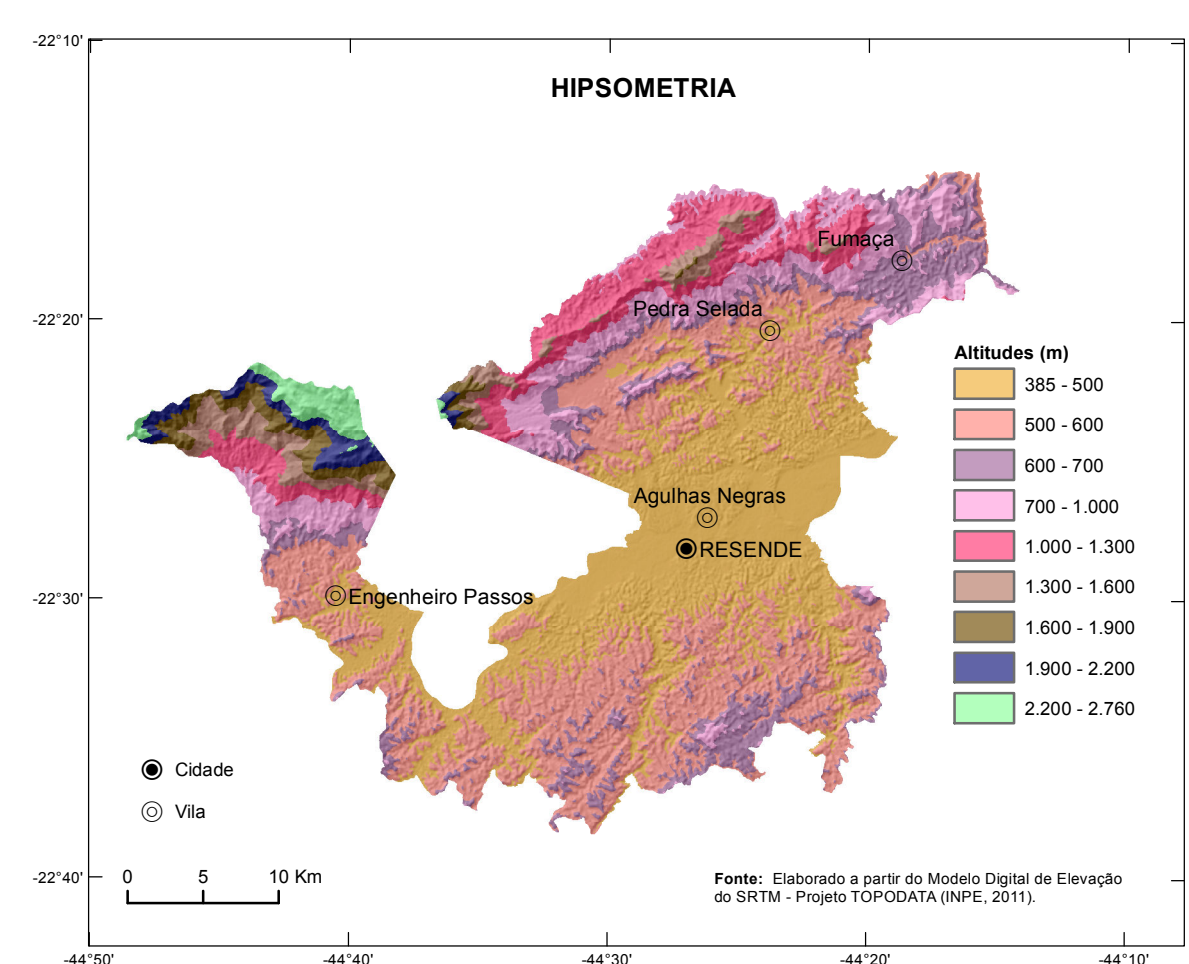 HIPSOMETRIA
-22°10'
-22°20'
-22°30'
-22°40'
-44°50'
-44°40'
-44°30'
-44°20'
-44°10'
Fumaça
Pedra Selada
Agulhas Negras
RESENDE
Engenheiro Passos
Altitudes (m)
385 - 500
500 - 600
600 - 700
700 - 1.000
1.000 - 1.300
1.300 - 1.600
1.600 - 1.900
1.900 - 2.200
2.200 - 2.760
Cidade
Vila
0 5 10 Km
Fonte: Elaborado a partir do Modelo Digital de Elevação
do SRTM - Projeto TOPODATA (INPE, 2011).